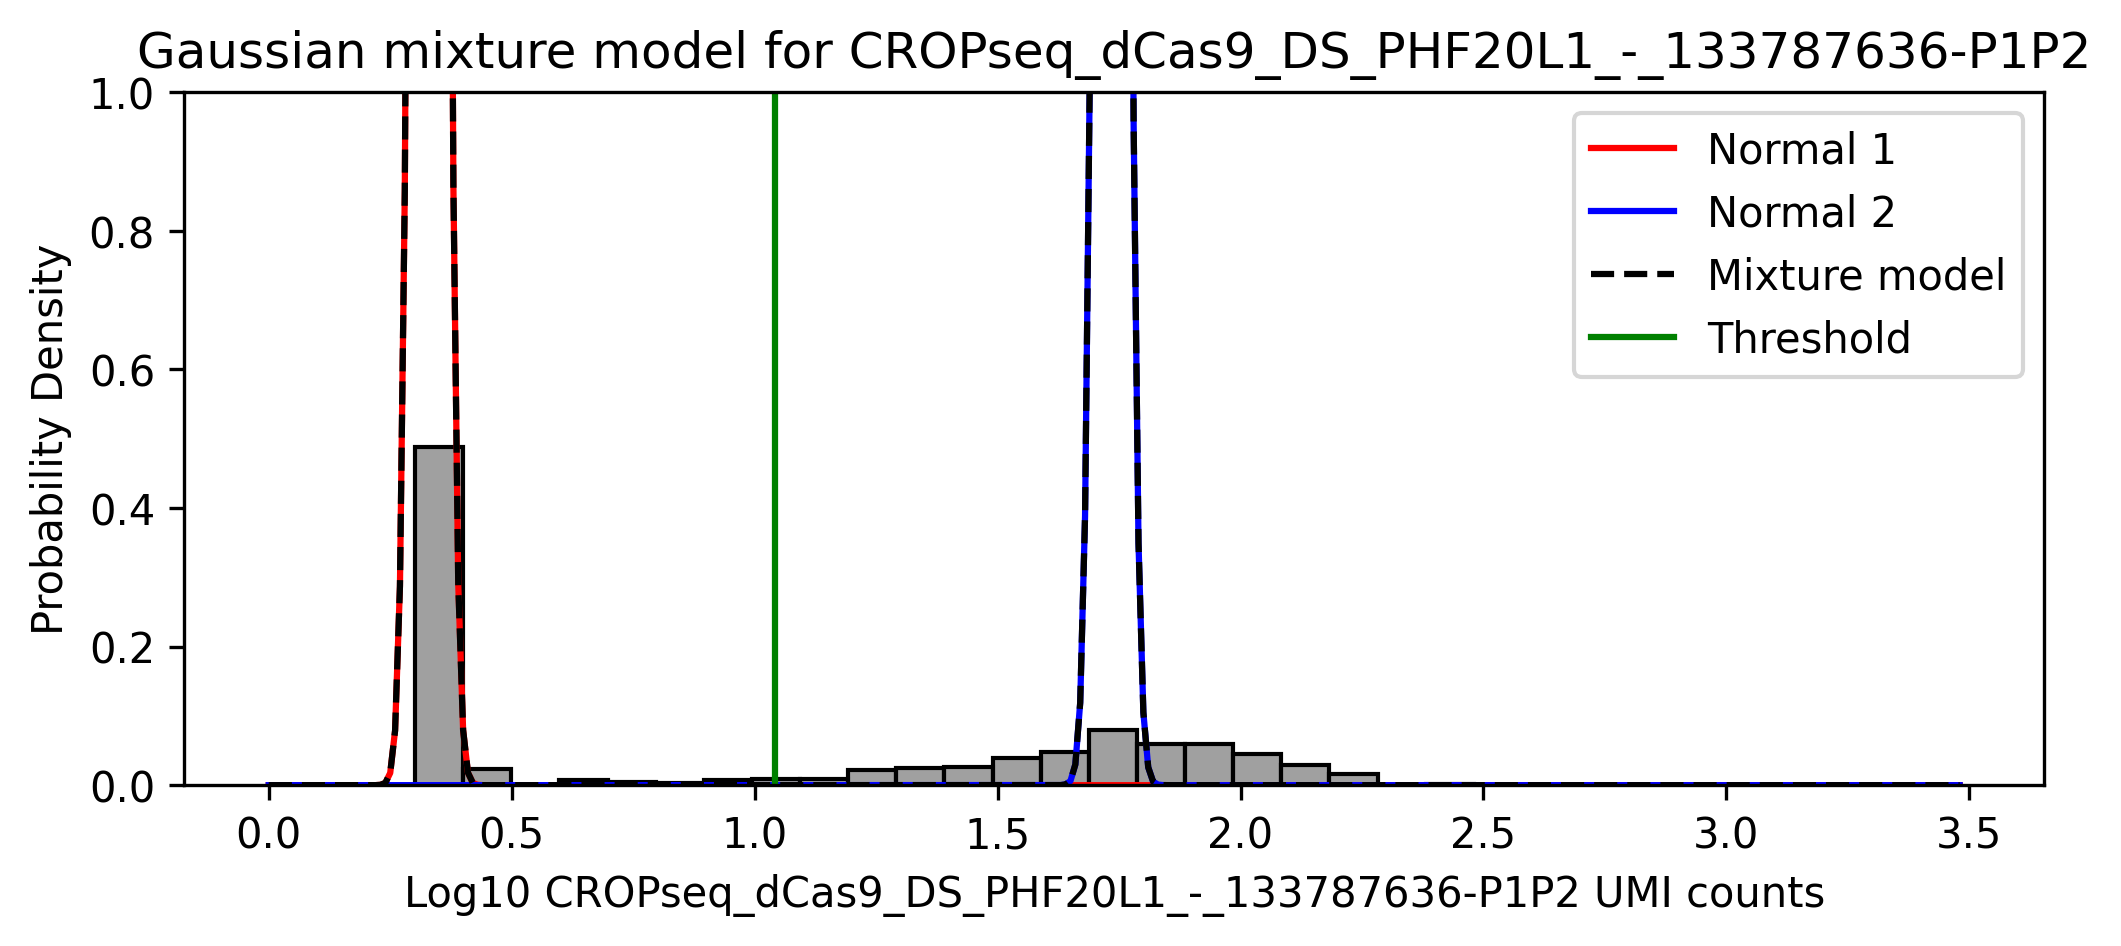 Gaussian mixture model for CROPseq_dCas9_DS_PHF20L1_-_133787636-P1P2
1.0
0.8
0.6
0.4
0.2
0.0
Probability Density
Normal 1
Normal 2
Mixture model
Threshold
0.0 0.5 1.0 1.5 2.0 2.5 3.0 3.5
Log10 CROPseq_dCas9_DS_PHF20L1_-_133787636-P1P2 UMI counts